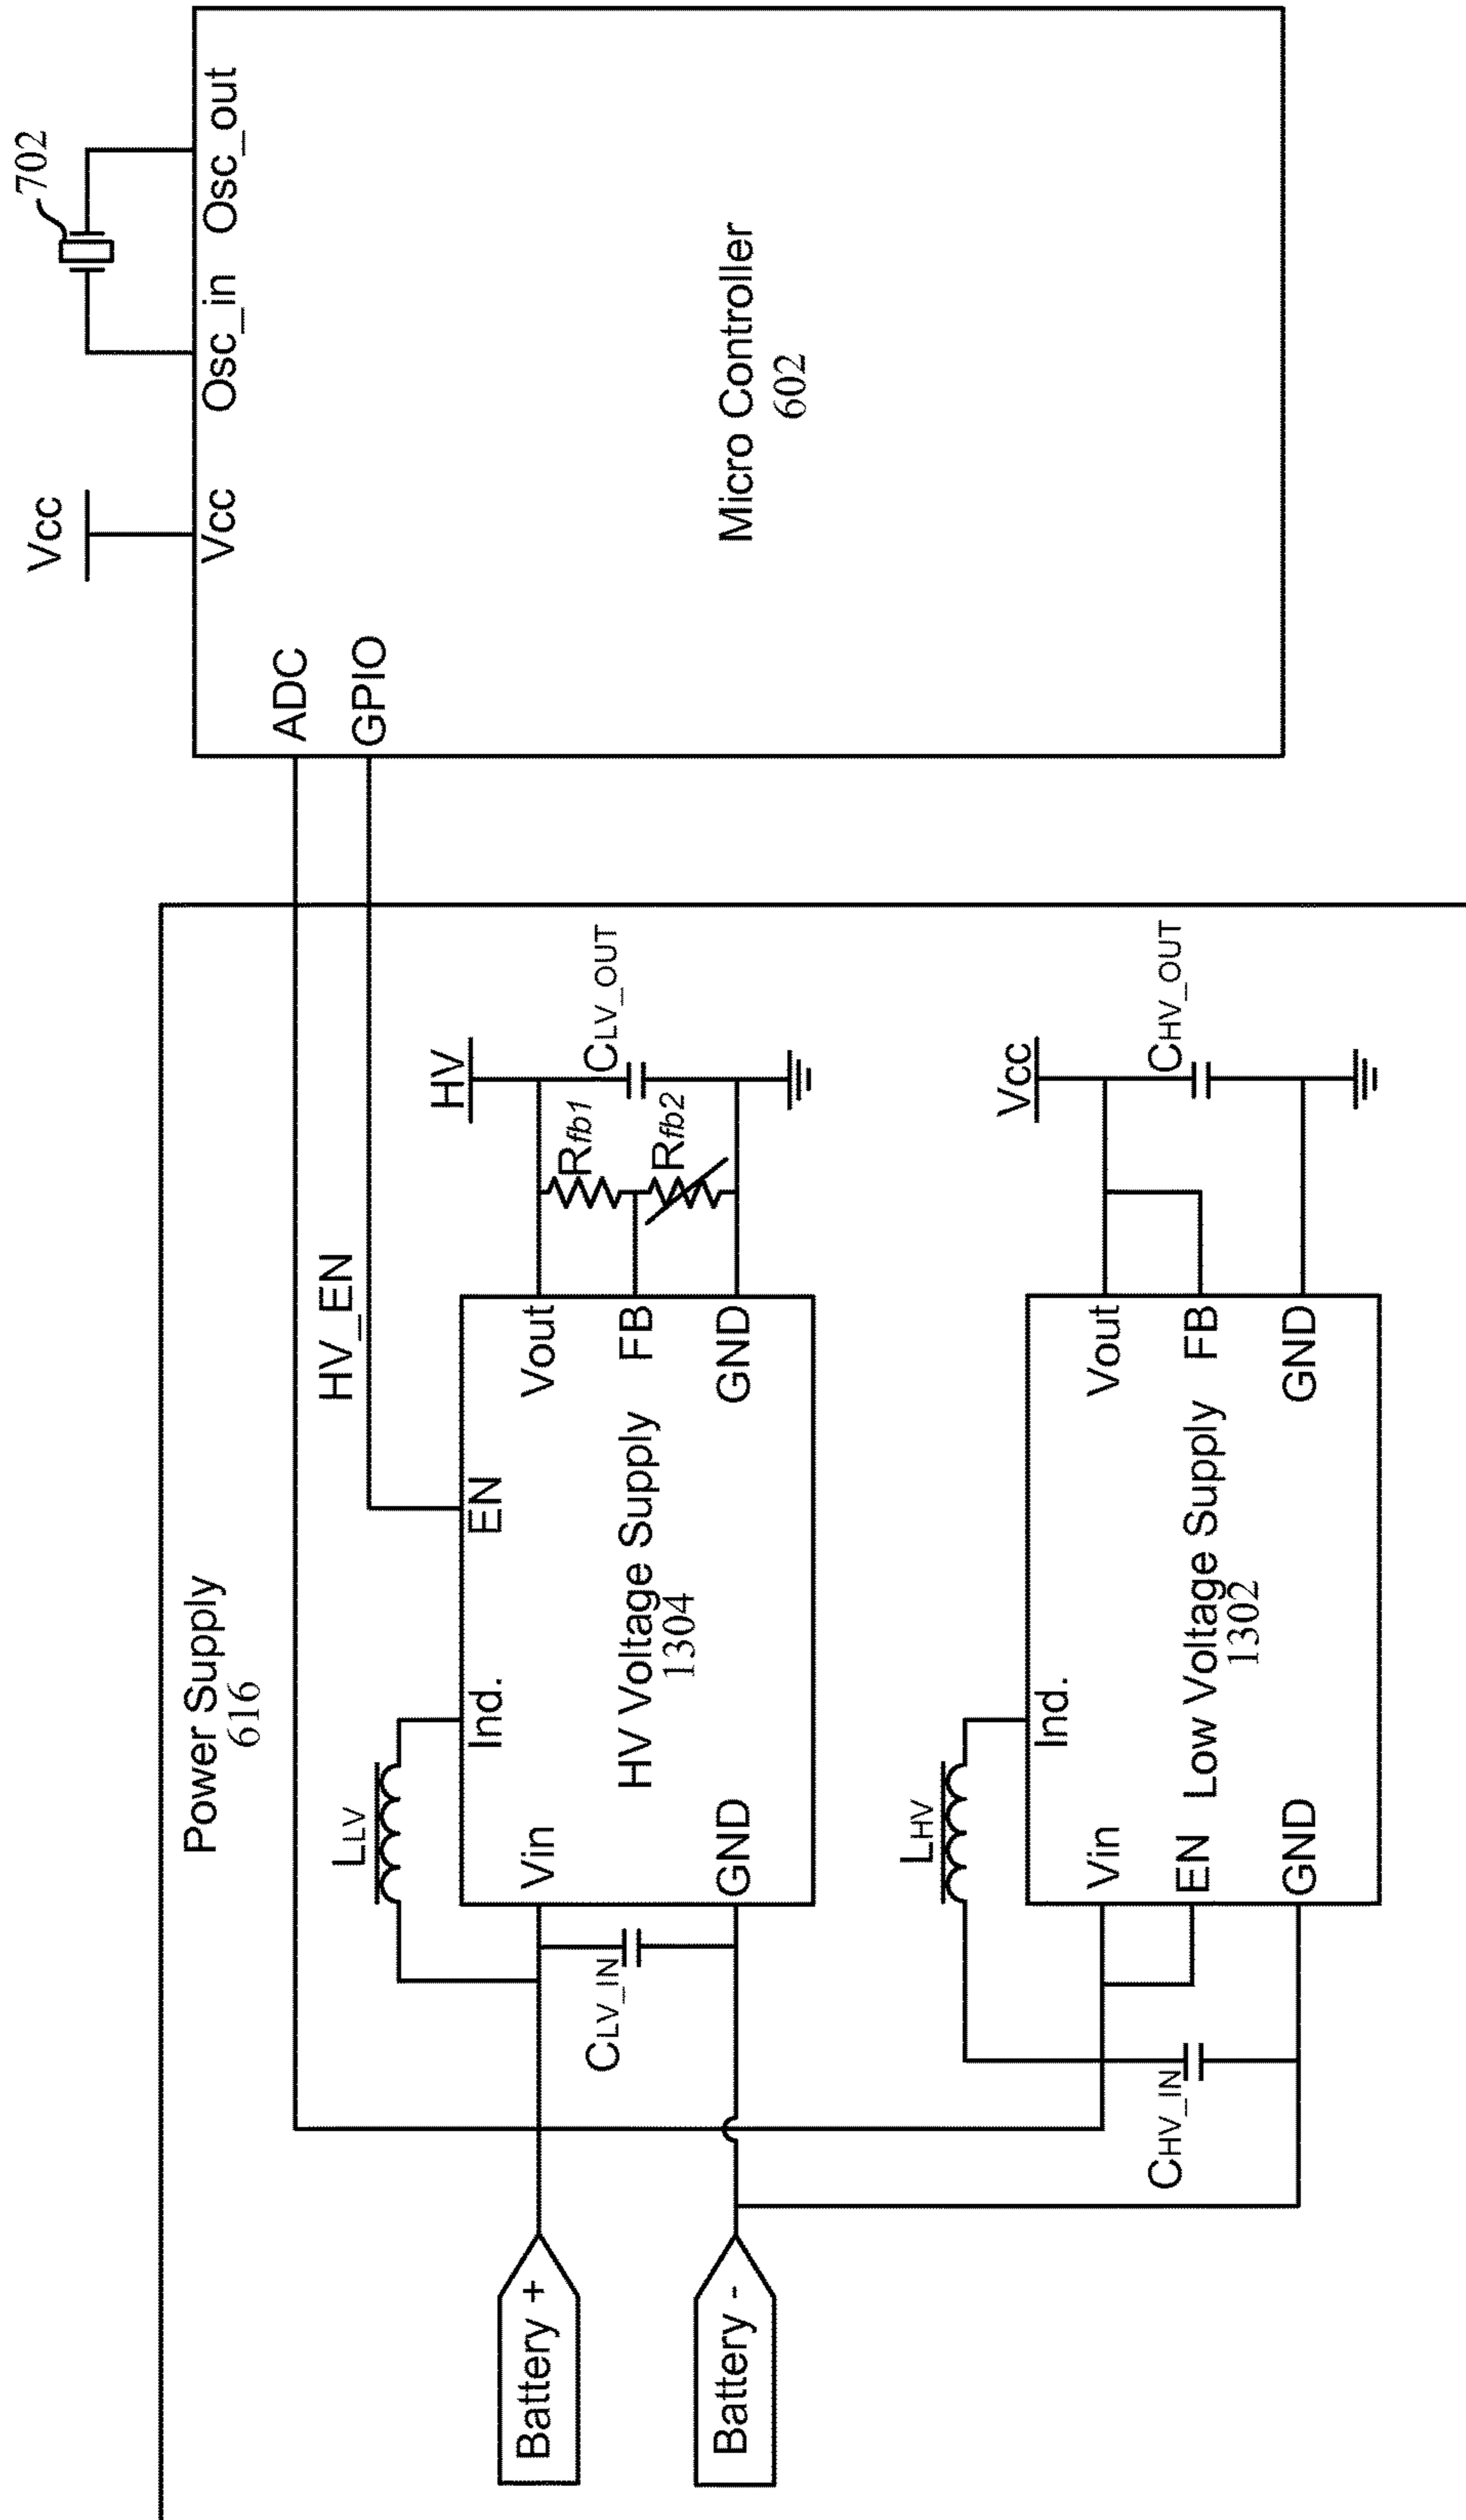 Power Supply
616
Battery +
Battery -
LLV
CLV_IN
Vin
GND
Ind.
EN
HV Voltage Supply
1304
Vout
FB
GND
HV_EN
HV
Rfb1
Rfb2
CLV_OUT
LHV
CHV_IN
Vin
EN
GND
Ind.
Low Voltage Supply
1302
Vout
FB
GND
Vcc
CHV_OUT
ADC
GPIO
Vcc
Vcc
Osc_in
Osc_out
702
Micro Controller
602